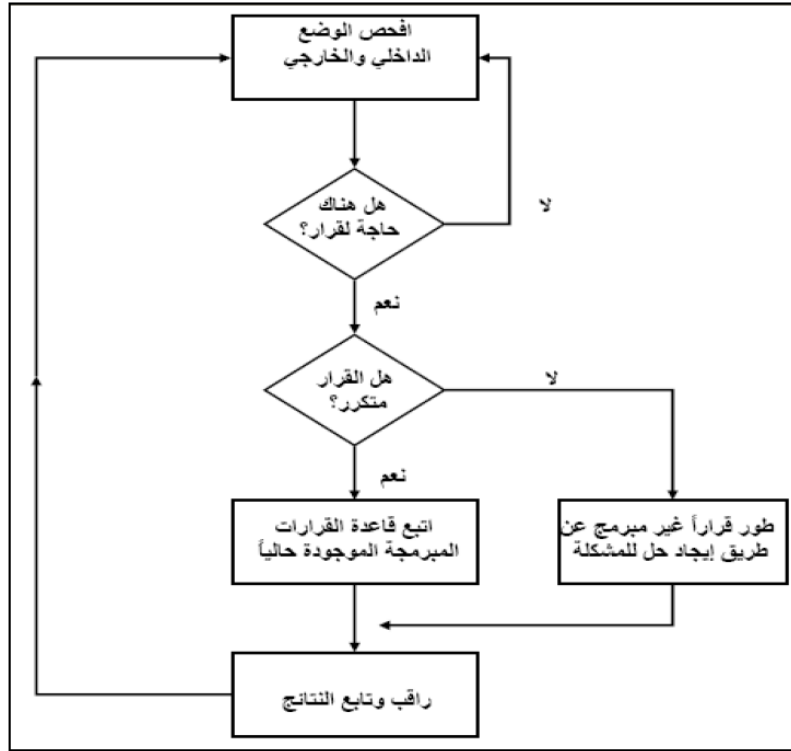 افحص الوضع
الداخلي والخارجي
هل هناك
حاجة لقرار؟
لا
نعم
هل القرار
متكرر؟
لا
نعم
اتبع قاعدة القرارات
المبرمجة الموجودة حالياً
طور قراراً غير مبرمج عن
طريق إيجاد حل للمشكلة
راقب وتابع النتائج